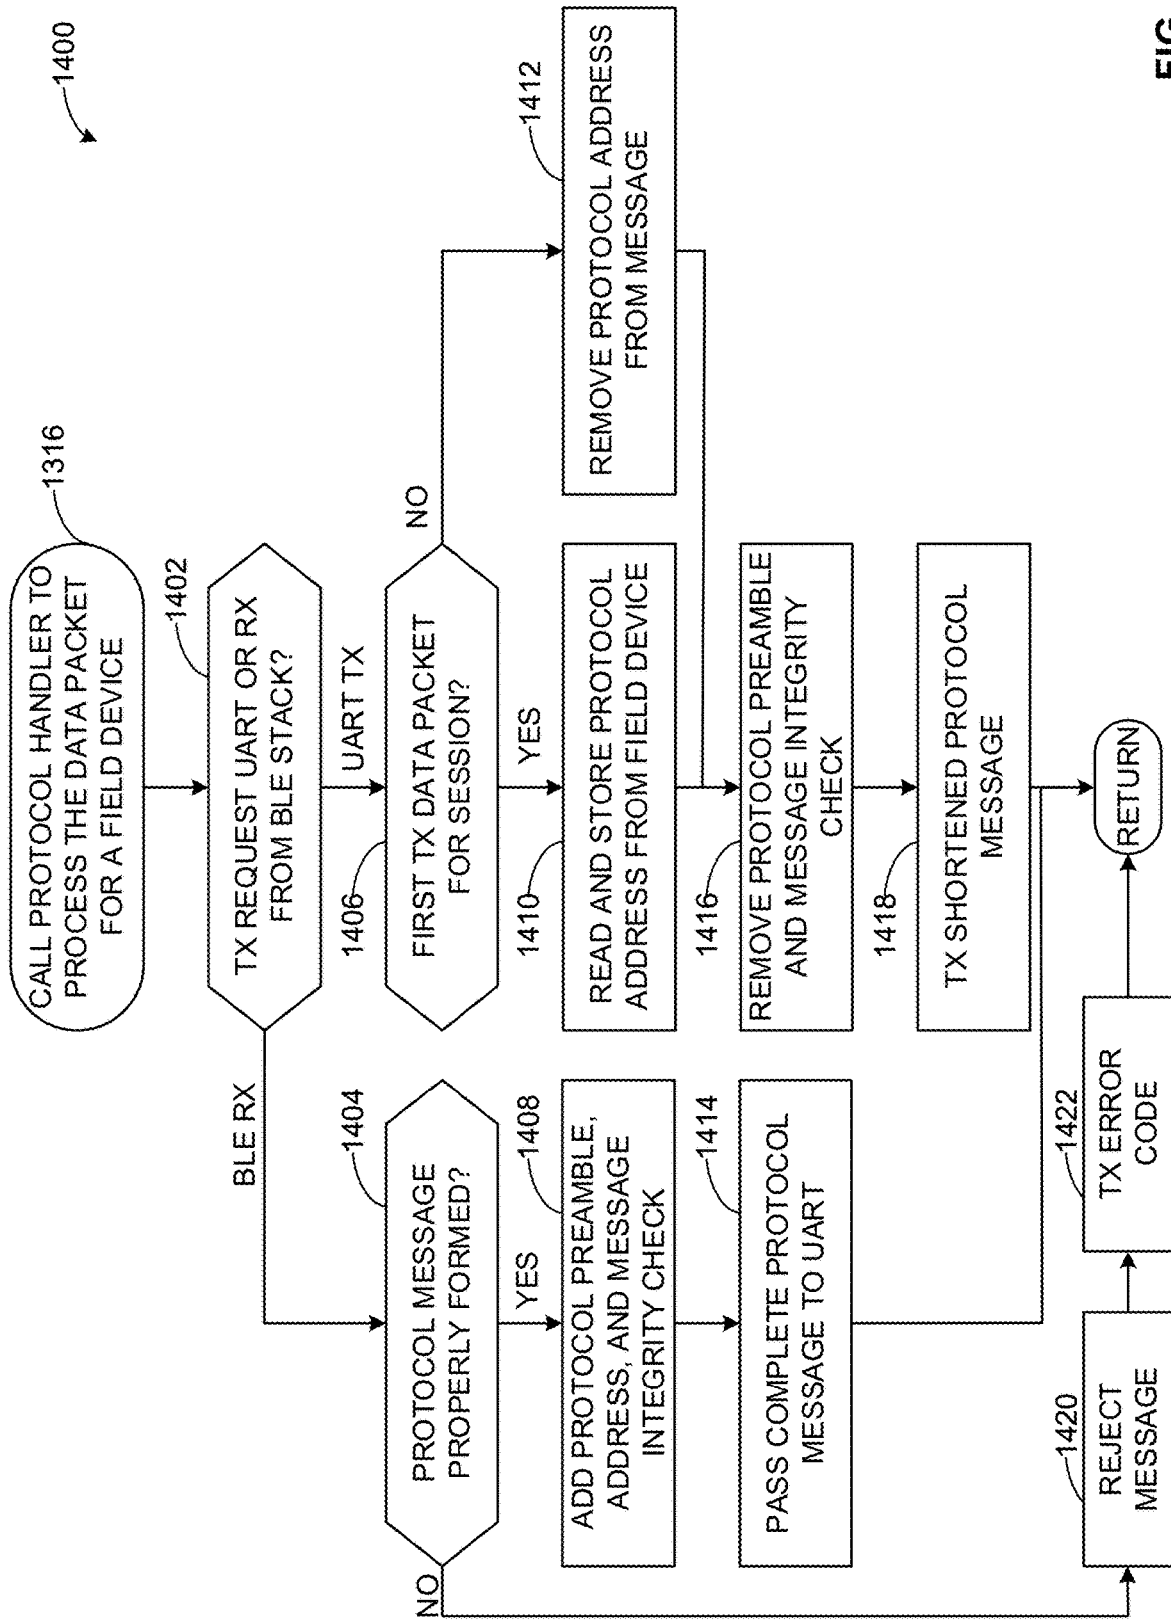 1400
CALL PROTOCOL HANDLER TO
PROCESS THE DATA PACKET
FOR A FIELD DEVICE
1316
TX REQUEST UART OR RX
FROM BLE STACK?
1402
BLE RX
UART TX
1404
PROTOCOL MESSAGE
PROPERLY FORMED?
NO
YES
1406
FIRST TX DATA PACKET
FOR SESSION?
NO
YES
1408
ADD PROTOCOL PREAMBLE,
ADDRESS, AND MESSAGE
INTEGRITY CHECK
1410
READ AND STORE PROTOCOL
ADDRESS FROM FIELD DEVICE
1412
REMOVE PROTOCOL ADDRESS
FROM MESSAGE
1414
PASS COMPLETE PROTOCOL
MESSAGE TO UART
1416
REMOVE PROTOCOL PREAMBLE
AND MESSAGE INTEGRITY
CHECK
1418
TX SHORTENED PROTOCOL
MESSAGE
1420
REJECT
MESSAGE
1422
TX ERROR
CODE
RETURN
FIG